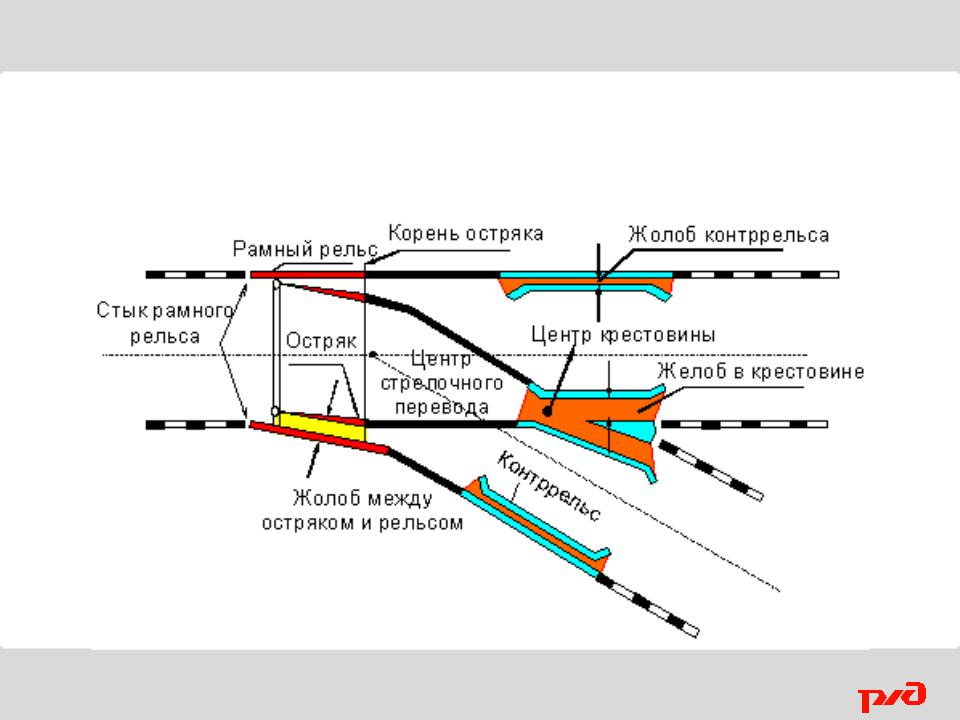 Рамный рельс
Корень остряка
Жолоб контррельса
Стык рамного
рельса
Остряк
Центр
стрелочного
перевода
Центр крестовины
Желоб в крестовине
Контррельс
Жолоб между
остряком и рельсом
ржд